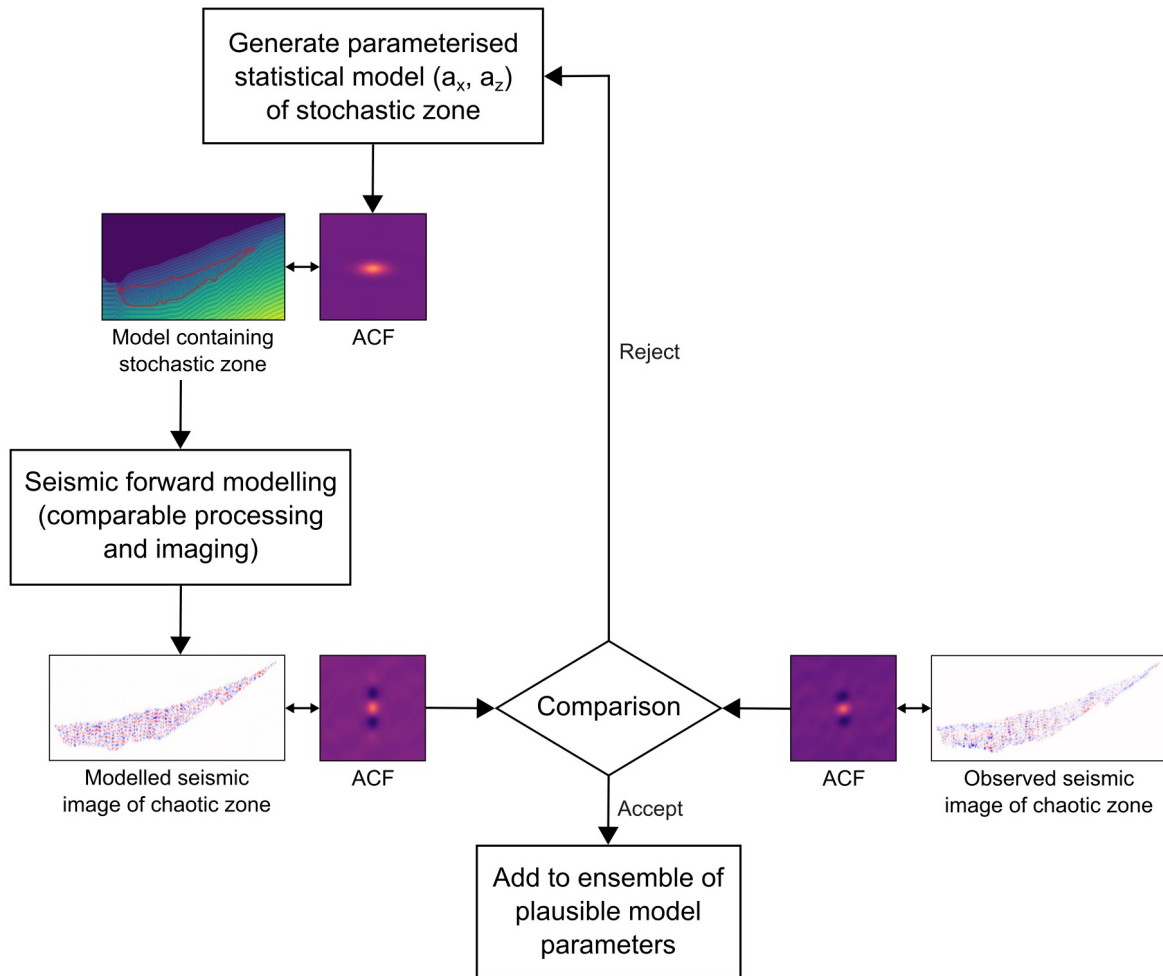 Generate parameterised
statistical model (aₓ, a_z)
of stochastic zone
Model containing
stochastic zone
ACF
Reject
Seismic forward modelling
(comparable processing
and imaging)
Modelled seismic
image of chaotic zone
ACF
Comparison
ACF
Observed seismic
image of chaotic zone
Accept
Add to ensemble of
plausible model
parameters